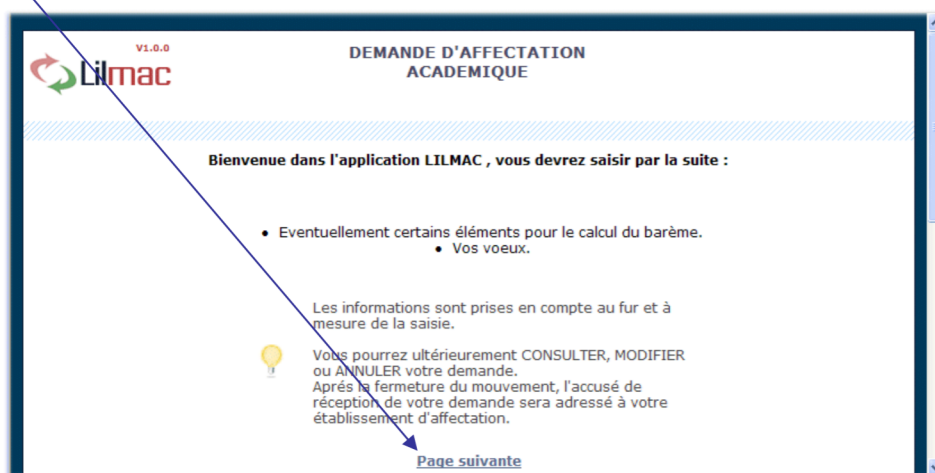 V1.0.0
Lilmac
DEMANDE D'AFFECTATION
ACADEMIQUE
Bienvenue dans l'application LILMAC , vous devrez saisir par la suite :
• Eventuellement certains éléments pour le calcul du barème.
• Vos voeux.
Les informations sont prises en compte au fur et à
mesure de la saisie.
Vous pourrez ultérieurement CONSULTER, MODIFIER
ou ANNULER votre demande.
Aprés la fermeture du mouvement, l'accusé de
réception de votre demande sera adressé à votre
établissement d'affectation.
Page suivante